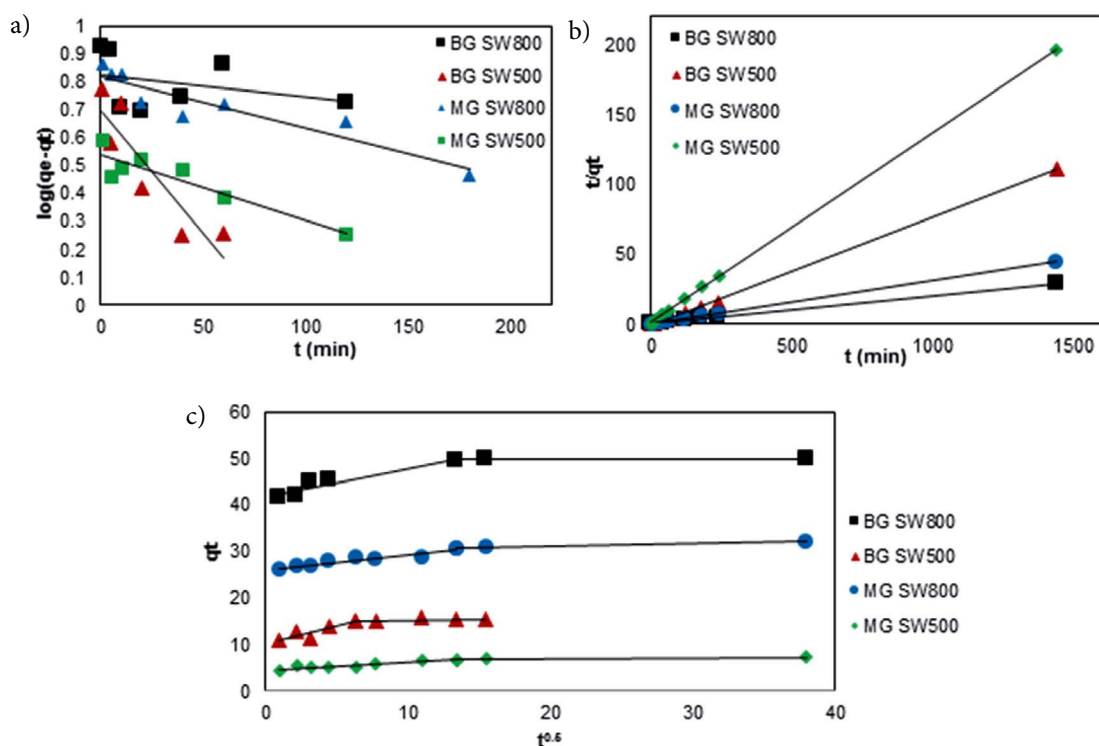 a)
1
0.9
0.8
0.7
0.6
0.5
0.4
0.3
0.2
0.1
0
log(qe-qt)
0
50
100
150
200
t (min)
BG SW800
BG SW500
MG SW800
MG SW500
b)
200
150
100
50
0
t/qt
0
500
1000
1500
t (min)
BG SW800
BG SW500
MG SW800
MG SW500
c)
60
50
40
30
20
10
0
qt
0
10
20
30
40
t^0.5
BG SW800
BG SW500
MG SW800
MG SW500